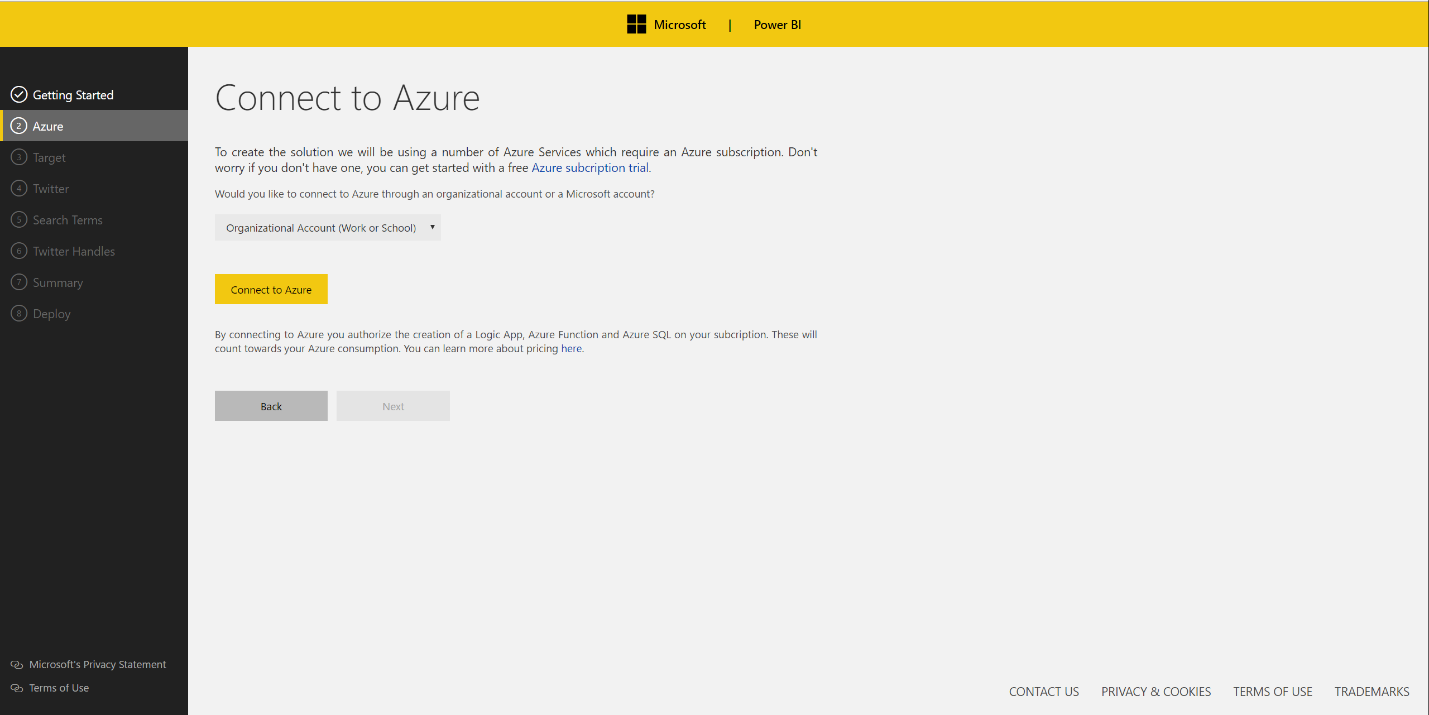 Microsoft | Power BI
Getting Started
2 Azure
3 Target
4 Twitter
5 Search Terms
6 Twitter Handles
7 Summary
8 Deploy
Microsoft's Privacy Statement
Terms of Use
Connect to Azure
To create the solution we will be using a number of Azure Services which require an Azure subscription. Don't
worry if you don't have one, you can get started with a free Azure subcription trial.
Would you like to connect to Azure through an organizational account or a Microsoft account?
Organizational Account (Work or School)
Connect to Azure
By connecting to Azure you authorize the creation of a Logic App, Azure Function and Azure SQL on your subcription. These will
count towards your Azure consumption. You can learn more about pricing here.
Back Next
CONTACT US PRIVACY & COOKIES TERMS OF USE TRADEMARKS